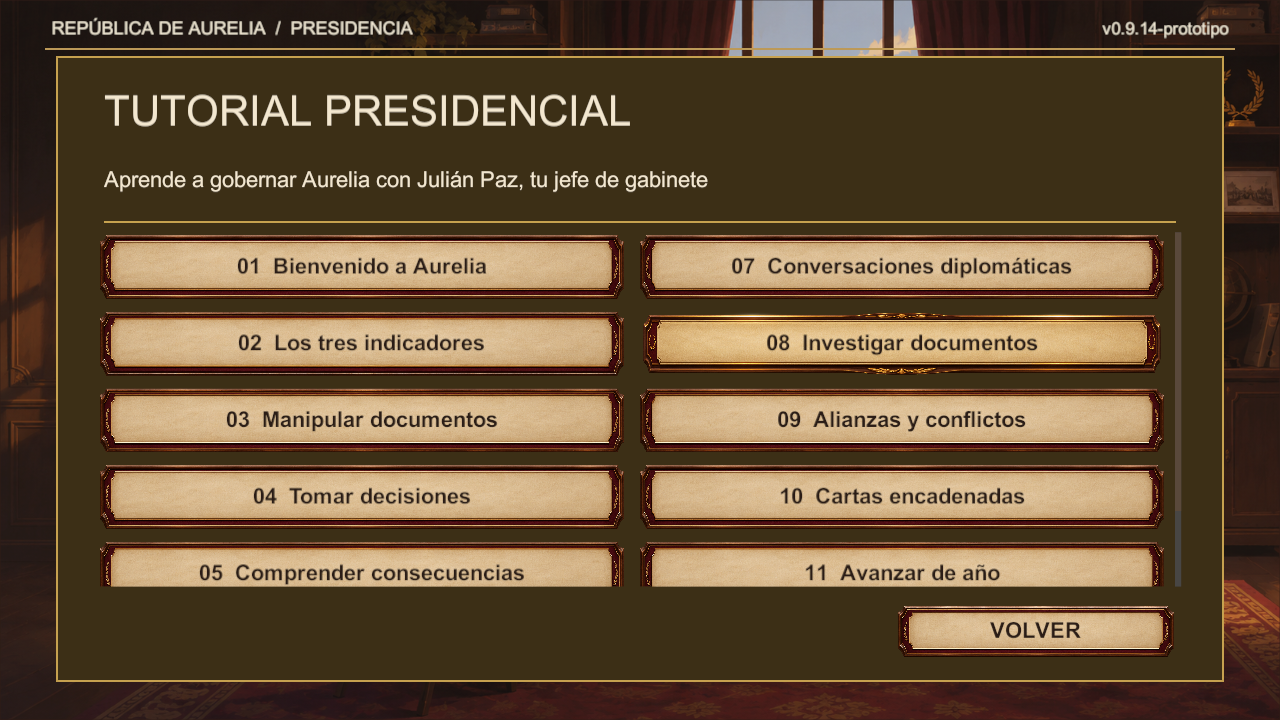 REPÚBLICA DE AURELIA / PRESIDENCIA
v0.9.14-prototipo
TUTORIAL PRESIDENCIAL
Aprende a gobernar Aurelia con Julián Paz, tu jefe de gabinete
01 Bienvenido a Aurelia
02 Los tres indicadores
03 Manipular documentos
04 Tomar decisiones
05 Comprender consecuencias
07 Conversaciones diplomáticas
08 Investigar documentos
09 Alianzas y conflictos
10 Cartas encadenadas
11 Avanzar de año
VOLVER